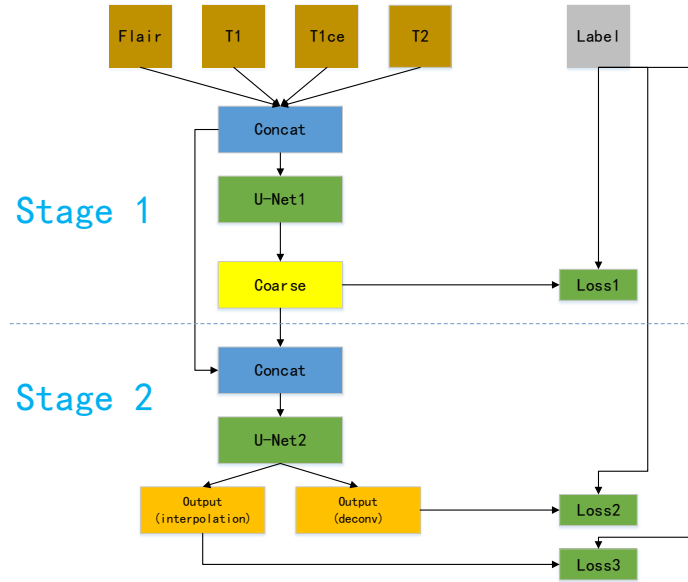 Flair
T1
T1ce
T2
Label
Concat
Stage 1
U-Net1
Coarse
Loss1
Concat
Stage 2
U-Net2
Output
(interpolation)
Output
(deconv)
Loss2
Loss3